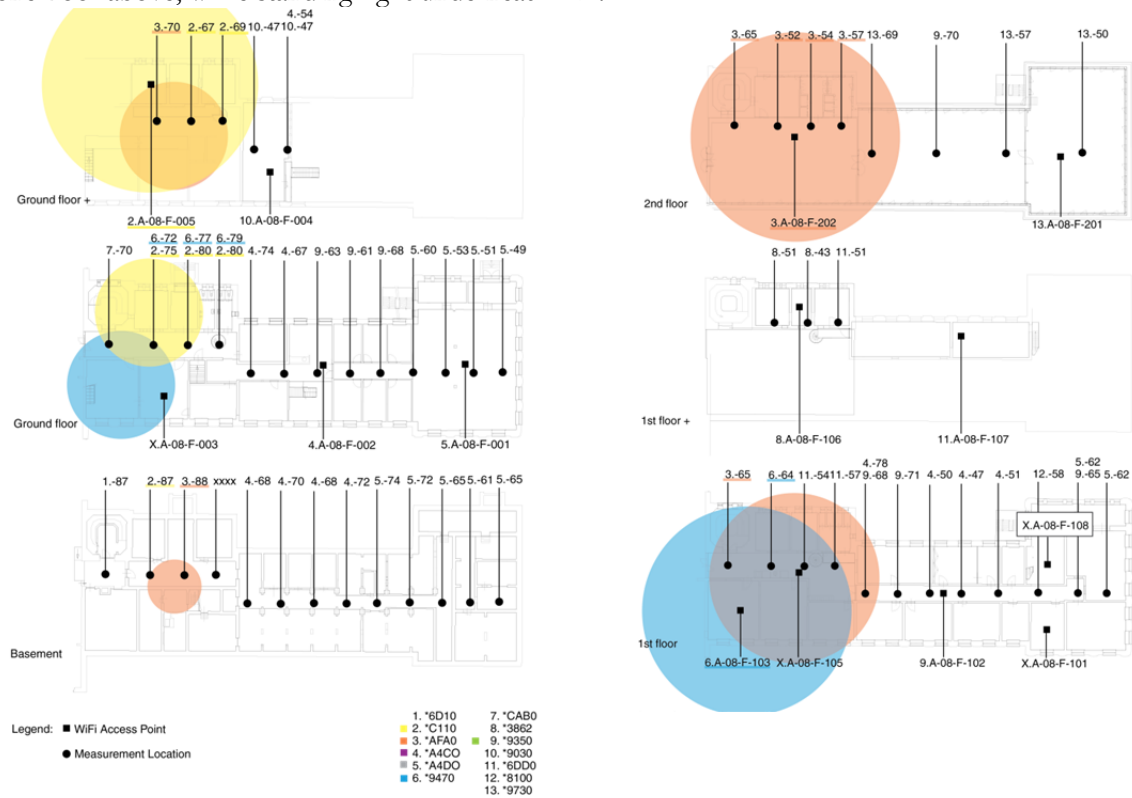 4.-54
3.-70 2.-67 2.-69 10.-47 10.-47
Ground floor +
2.A-08-F-005 10.A-08-F-004
6.-72 6.-77 6.-79
7.-70 2.-75 2.-80 2.-80 4.-74 4.-67 9.-63 9.-61 9.-68 5.-60 5.-53 5.-51 5.-49
Ground floor
X.A-08-F-003 4.A-08-F-002 5.A-08-F-001
1.-87 2.-87 3.-88 xxxx 4.-68 4.-70 4.-68 4.-72 5.-74 5.-72 5.-65 5.-61 5.-65
Basement
3.-65 3.-52 3.-54 3.-57 13.-69 9.-70 13.-57 13.-50
2nd floor
3.A-08-F-202 13.A-08-F-201
8.-51 8.-43 11.-51
1st floor +
8.A-08-F-106 11.A-08-F-107
4.-78 5.-62
3.-65 6.-64 11.-54 11.-57 9.-68 9.-71 4.-50 4.-47 4.-51 12.-58 9.-65 5.-62
X.A-08-F-108
1st floor
6.A-08-F-103 X.A-08-F-105 9.A-08-F-102 X.A-08-F-101
Legend: WiFi Access Point
Measurement Location
1. *6D10
2. *C110
3. *AFA0
4. *A4CO
5. *A4DO
6. *9470
7. *CAB0
8. *3862
9. *9350
10. *9030
11. *6DD0
12. *8100
13. *9730